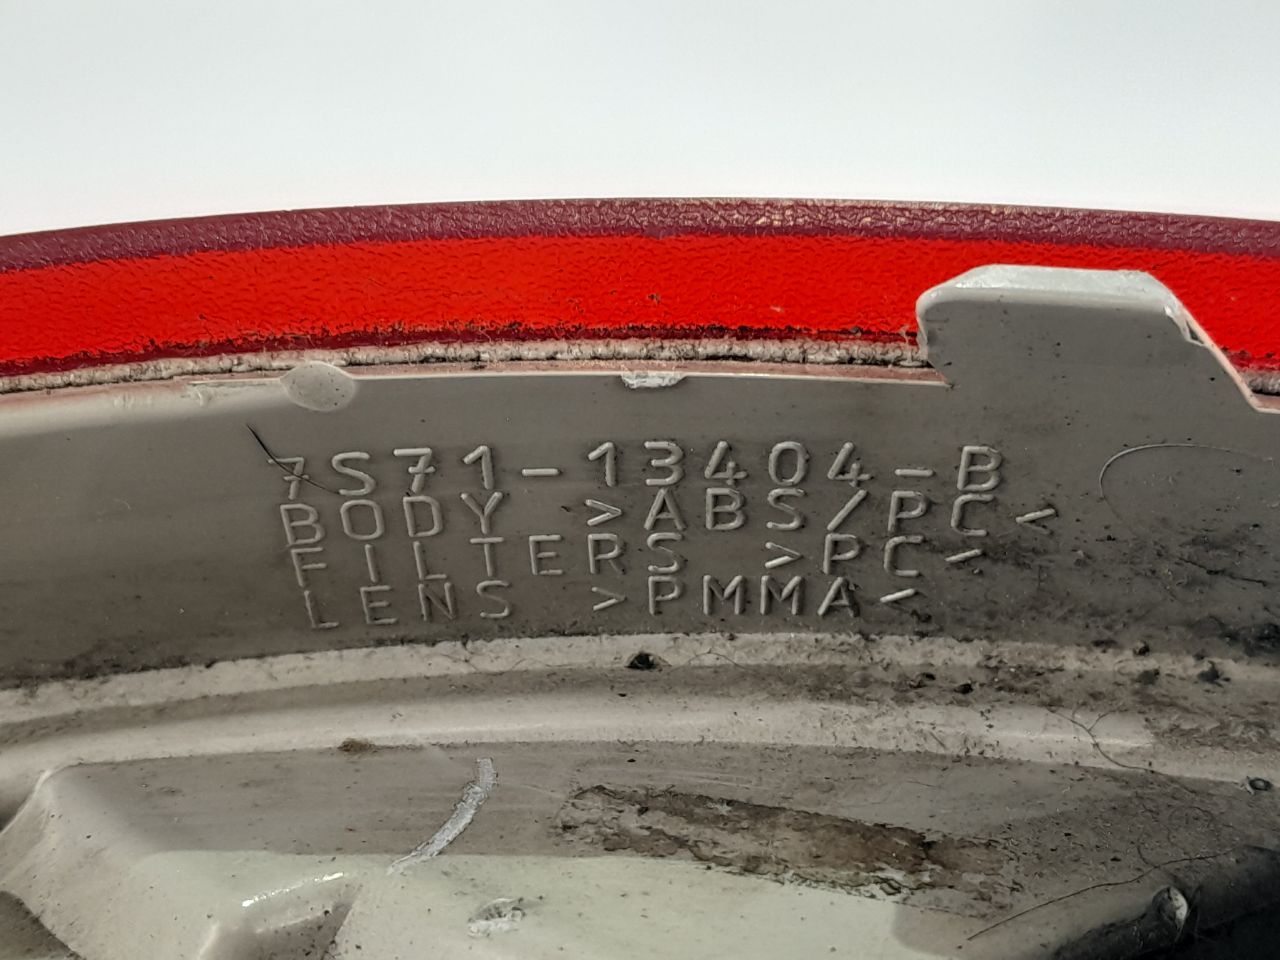 7S71-13404-B
BODY >ABS/PC<
FILTERS >PC<
LENS >PMMA<